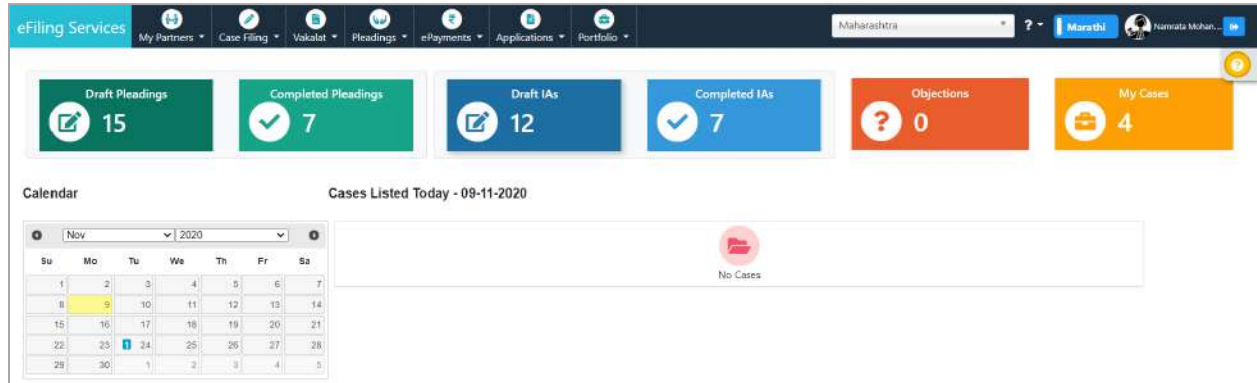 eFiling Services
My Partners
Case Filing
Vakalat
Pleadings
ePayments
Applications
Portfolio
Maharashtra
?
Marathi
Namrata Mohan...
Draft Pleadings
15
Completed Pleadings
7
Draft IAs
12
Completed IAs
7
Objections
0
My Cases
4
Calendar
Cases Listed Today - 09-11-2020
Nov 2020
Su Mo Tu We Th Fr Sa
1 2 3 4 5 6 7
8 9 10 11 12 13 14
15 16 17 18 19 20 21
22 23 1 24 25 26 27 28
29 30 1 2 3 4 5
No Cases